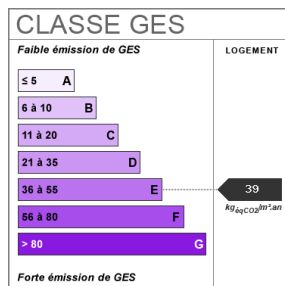 CLASSE GES
Faible émission de GES
LOGEMENT
≤ 5 A
6 à 10 B
11 à 20 C
21 à 35 D
36 à 55 E
39
kgéqCO2/m².an
56 à 80 F
> 80 G
Forte émission de GES